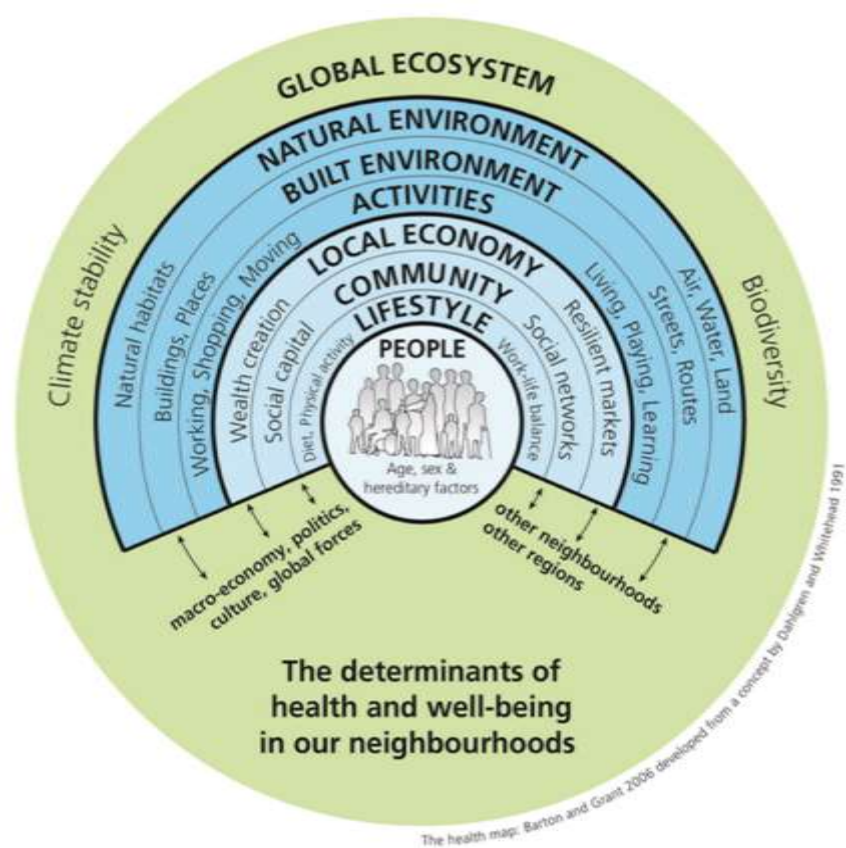 GLOBAL ECOSYSTEM
NATURAL ENVIRONMENT
BUILT ENVIRONMENT
ACTIVITIES
LOCAL ECONOMY
COMMUNITY
LIFESTYLE
PEOPLE
Age, sex &
hereditary factors
Climate stability
Natural habitats
Buildings, Places
Working, Shopping, Moving
Wealth creation
Social capital
Diet, Physical activity
Work-life balance
Social networks
Resilient markets
Living, Playing, Learning
Streets, Routes
Air, Water, Land
Biodiversity
macro-economy, politics,
culture, global forces
other neighbourhoods
other regions
The determinants of
health and well-being
in our neighbourhoods
The health map: Barton and Grant 2006 developed from a concept by Dahlgren and Whitehead 1991